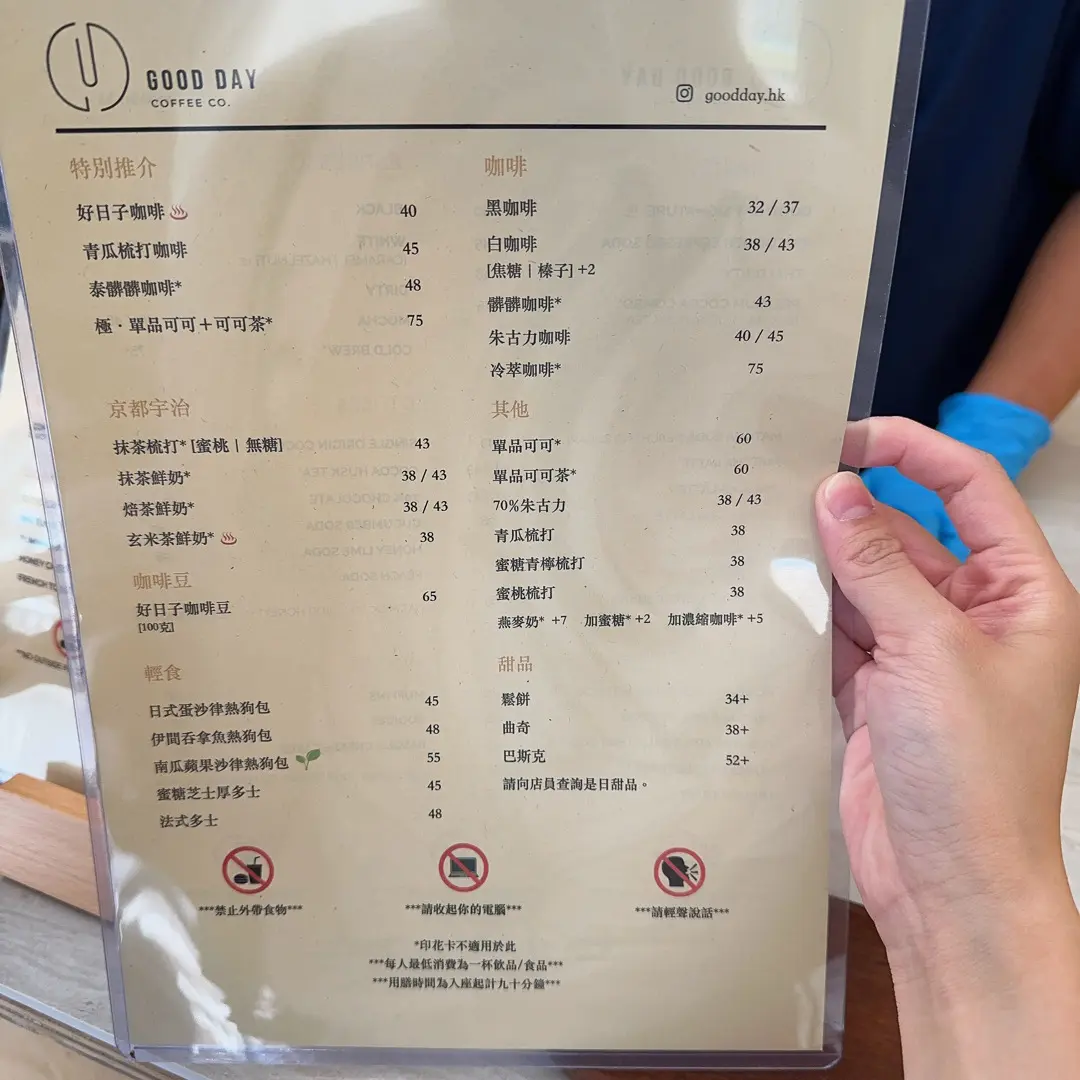 GOOD DAY
COFFEE CO.
goodday.hk
特別推介
好日子咖啡 40
青瓜梳打咖啡 45
泰髒髒咖啡* 48
極·單品可可＋可可茶* 75
咖啡
黑咖啡 32 / 37
白咖啡 38 / 43
[焦糖 | 榛子] +2
髒髒咖啡* 43
朱古力咖啡 40 / 45
冷萃咖啡* 75
京都宇治
抹茶梳打* [蜜桃 | 無糖] 43
抹茶鮮奶* 38 / 43
焙茶鮮奶* 38 / 43
玄米茶鮮奶* 38
咖啡豆
好日子咖啡豆 65
[100克]
其他
單品可可* 60
單品可可茶* 60
70%朱古力 38 / 43
青瓜梳打 38
蜜糖青檸梳打 38
蜜桃梳打 38
燕麥奶* +7 加蜜糖* +2 加濃縮咖啡* +5
輕食
日式蛋沙律熱狗包 45
伊間吞拿魚熱狗包 48
南瓜蘋果沙律熱狗包 55
蜜糖芝士厚多士 45
法式多士 48
甜品
鬆餅 34+
曲奇 38+
巴斯克 52+
請向店員查詢是日甜品。
***禁止外帶食物***
***請收起你的電腦***
***請輕聲說話***
*印花卡不適用於此
***每人最低消費為一杯飲品/食品***
***用膳時間為入座起計九十分鐘***